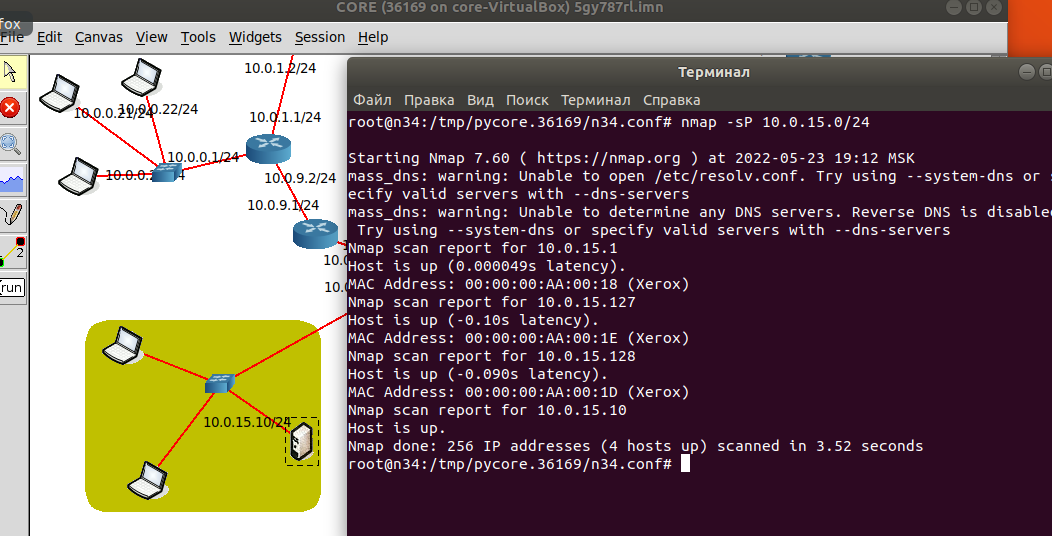 CORE (36169 on core-VirtualBox) 5gy787rl.imn
fox
File Edit Canvas View Tools Widgets Session Help
10.0.1.2/24
10.0.0.22/24
10.0.0.21/24
10.0.1.1/24
10.0.0.1/24
10.0.9.2/24
10.0.9.1/24
2
run
10.0.15.10/24
Терминал
Файл Правка Вид Поиск Терминал Справка
root@n34:/tmp/pycore.36169/n34.conf# nmap -sP 10.0.15.0/24
Starting Nmap 7.60 ( https://nmap.org ) at 2022-05-23 19:12 MSK
mass_dns: warning: Unable to open /etc/resolv.conf. Try using --system-dns or s
ecify valid servers with --dns-servers
mass_dns: warning: Unable to determine any DNS servers. Reverse DNS is disable
Try using --system-dns or specify valid servers with --dns-servers
Nmap scan report for 10.0.15.1
Host is up (0.000049s latency).
MAC Address: 00:00:00:AA:00:18 (Xerox)
Nmap scan report for 10.0.15.127
Host is up (-0.10s latency).
MAC Address: 00:00:00:AA:00:1E (Xerox)
Nmap scan report for 10.0.15.128
Host is up (-0.090s latency).
MAC Address: 00:00:00:AA:00:1D (Xerox)
Nmap scan report for 10.0.15.10
Host is up.
Nmap done: 256 IP addresses (4 hosts up) scanned in 3.52 seconds
root@n34:/tmp/pycore.36169/n34.conf#